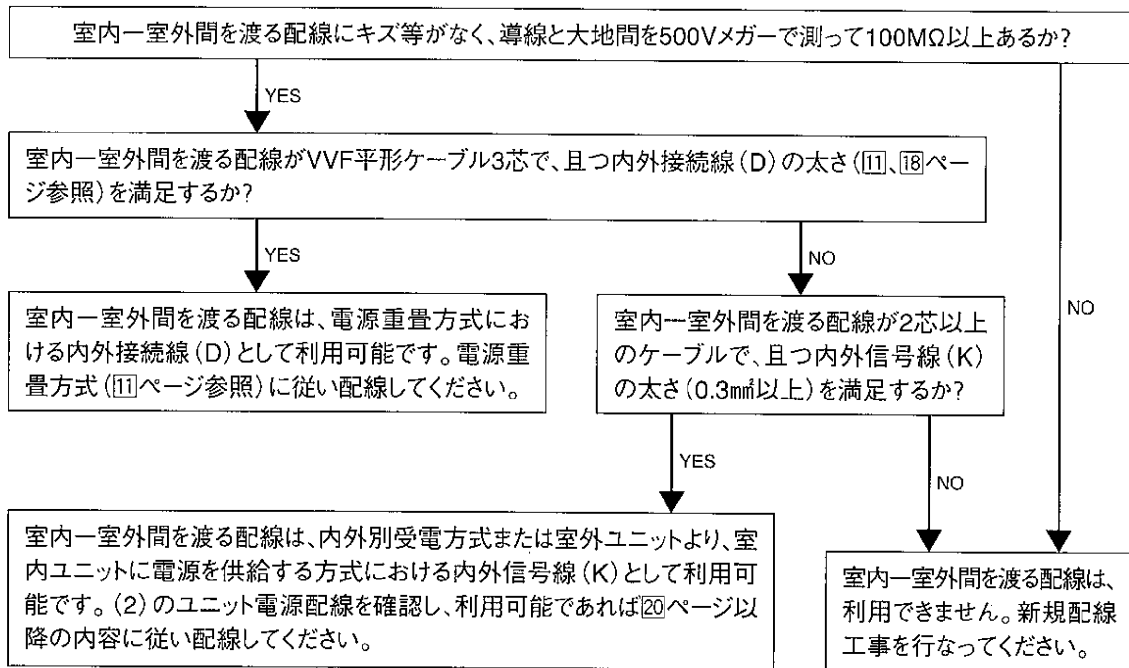 室内ー室外間を渡る配線にキズ等がなく、導線と大地間を500Vメガーで測って100MΩ以上あるか?
YES
室内ー室外間を渡る配線がVVF平形ケーブル3芯で、且つ内外接続線(D)の太さ(11、18ペー
ジ参照)を満足するか?
YES
NO
NO
室内ー室外間を渡る配線は、電源重畳方式にお
ける内外接続線(D)として利用可能です。電源重
畳方式(11ページ参照)に従い配線してください。
室内ー室外間を渡る配線が2芯以上
のケーブルで、且つ内外信号線(K)
の太さ(0.3㎟以上)を満足するか?
YES
NO
室内ー室外間を渡る配線は、内外別受電方式または室外ユニットより、室
内ユニットに電源を供給する方式における内外信号線(K)として利用可
能です。(2)のユニット電源配線を確認し、利用可能であれば20ページ以
降の内容に従い配線してください。
室内ー室外間を渡る配線は、
利用できません。新規配線
工事を行なってください。